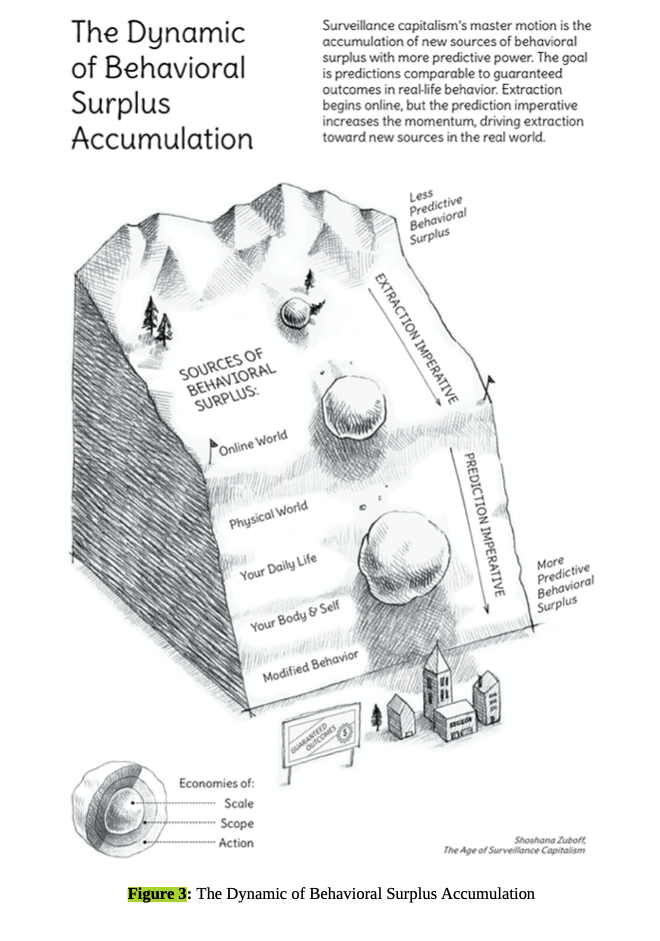 The Dynamic
of Behavioral
Surplus
Accumulation
Surveillance capitalism's master motion is the
accumulation of new sources of behavioral
surplus with more predictive power. The goal
is predictions comparable to guaranteed
outcomes in real-life behavior. Extraction
begins online, but the prediction imperative
increases the momentum, driving extraction
toward new sources in the real world.
Less
Predictive
Behavioral
Surplus
EXTRACTION IMPERATIVE
SOURCES OF
BEHAVIORAL
SURPLUS:
Online World
PREDICTION IMPERATIVE
Physical World
Your Daily Life
Your Body & Self
Modified Behavior
More
Predictive
Behavioral
Surplus
GUARANTEED
OUTCOMES
$
Economies of:
Scale
Scope
Action
Shoshana Zuboff,
The Age of Surveillance Capitalism
Figure 3: The Dynamic of Behavioral Surplus Accumulation